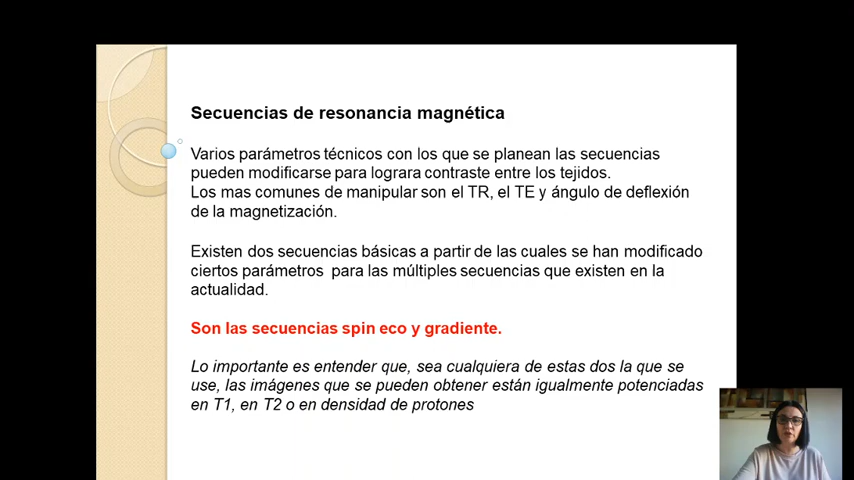 Secuencias de resonancia magnética
Varios parámetros técnicos con los que se planean las secuencias
pueden modificarse para lograra contraste entre los tejidos.
Los mas comunes de manipular son el TR, el TE y ángulo de deflexión
de la magnetización.
Existen dos secuencias básicas a partir de las cuales se han modificado
ciertos parámetros para las múltiples secuencias que existen en la
actualidad.
Son las secuencias spin eco y gradiente.
Lo importante es entender que, sea cualquiera de estas dos la que se
use, las imágenes que se pueden obtener están igualmente potenciadas
en T1, en T2 o en densidad de protones